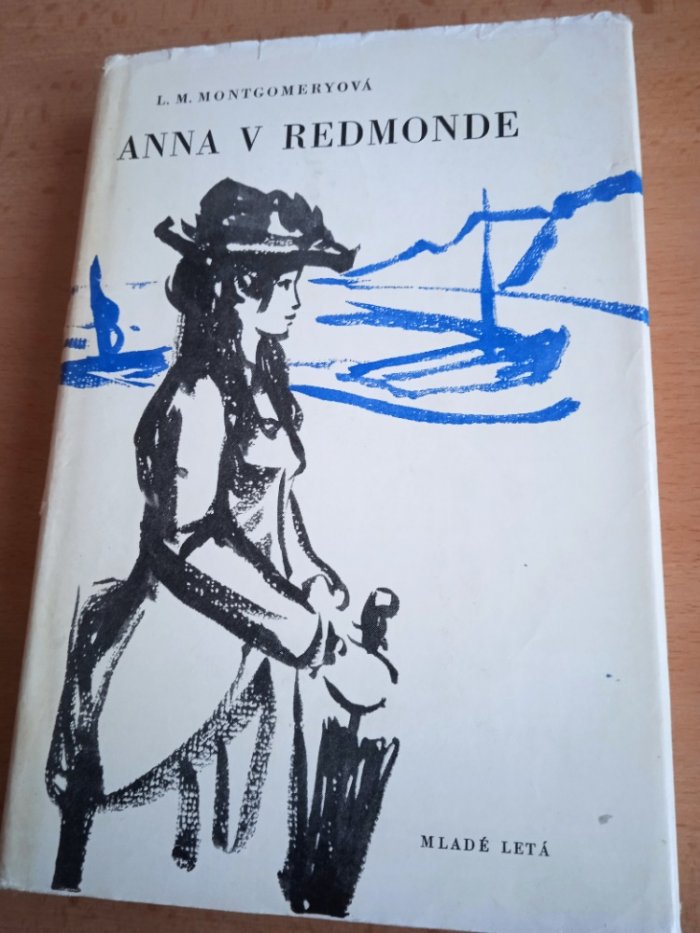 L. M. MONTGOMERYOVÁ
ANNA V REDMONDE
MLADÉ LETÁ